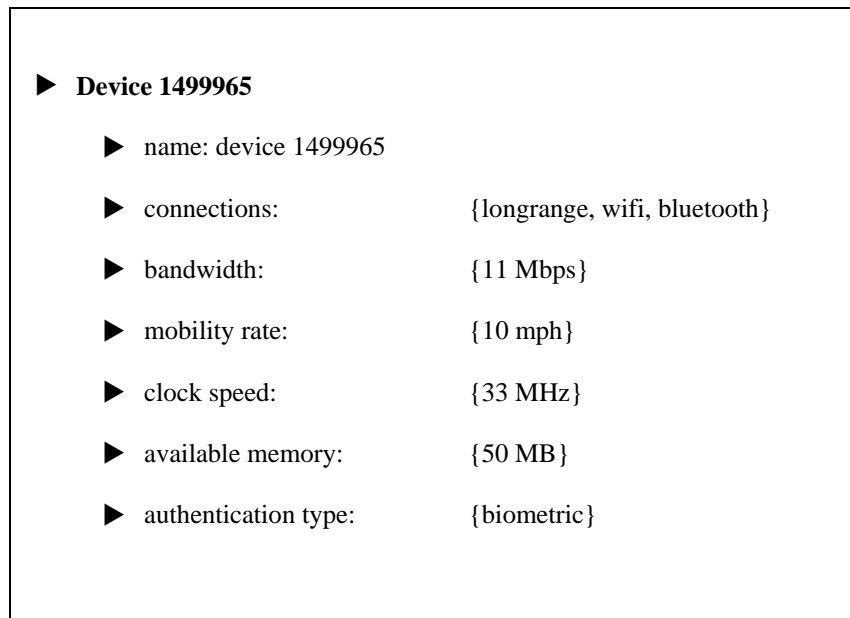 Device 1499965
name: device 1499965
connections: {longrange, wifi, bluetooth}
bandwidth: {11 Mbps}
mobility rate: {10 mph}
clock speed: {33 MHz}
available memory: {50 MB}
authentication type: {biometric}